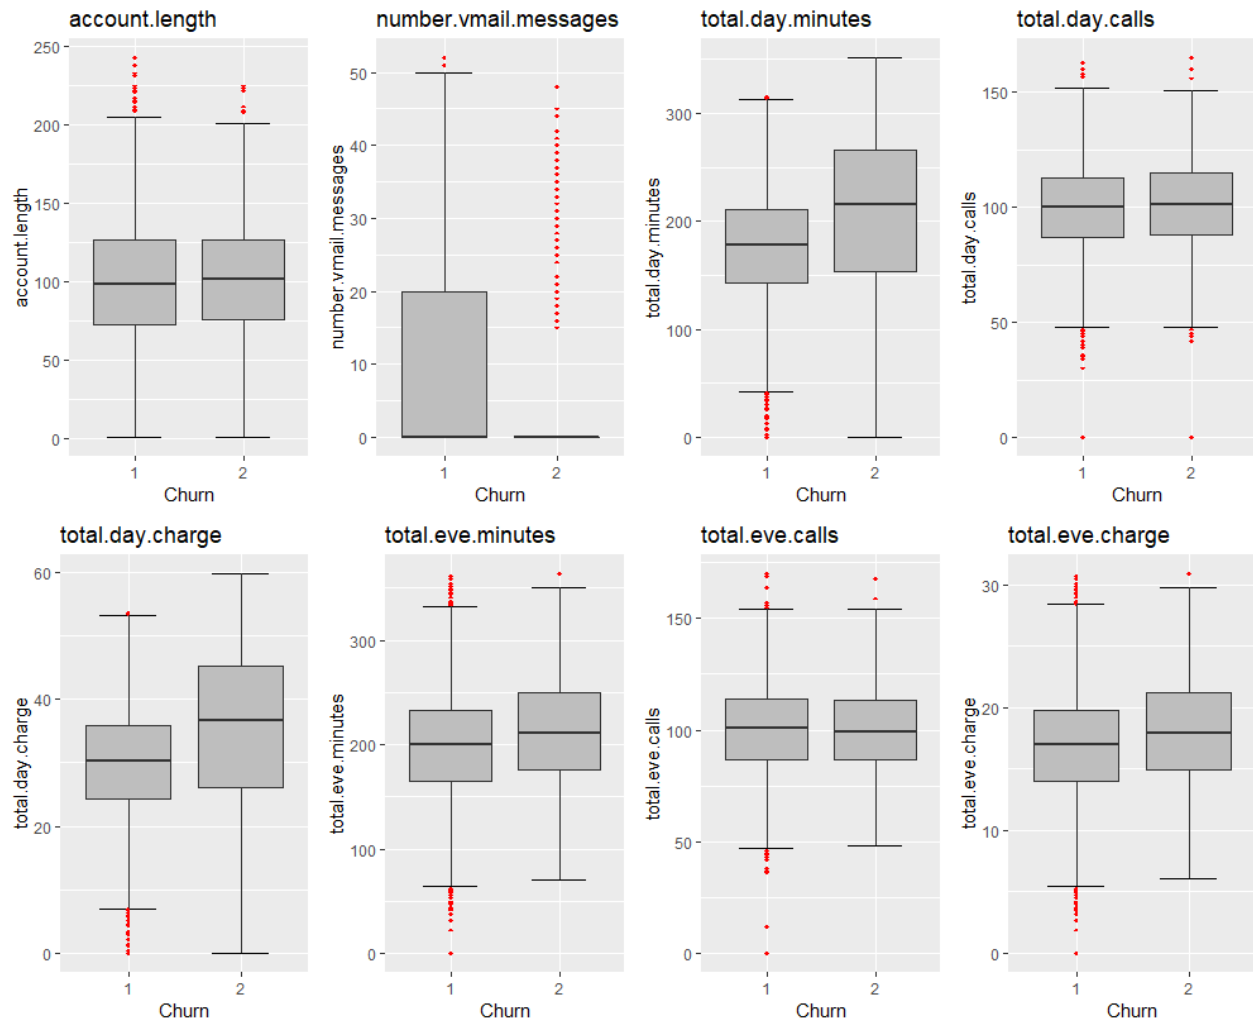 account.length
number.vmail.messages
total.day.minutes
total.day.calls
account.length
250
200
150
100
50
0
1 2
Churn
number.vmail.messages
50
40
30
20
10
0
1 2
Churn
total.day.minutes
300
200
100
0
1 2
Churn
total.day.calls
150
100
50
0
1 2
Churn
total.day.charge
total.eve.minutes
total.eve.calls
total.eve.charge
total.day.charge
60
40
20
0
1 2
Churn
total.eve.minutes
300
200
100
0
1 2
Churn
total.eve.calls
150
100
50
0
1 2
Churn
total.eve.charge
30
20
10
0
1 2
Churn